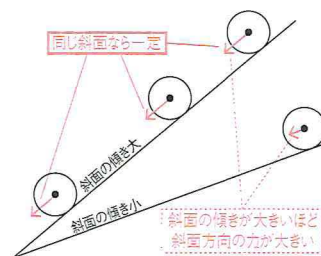 同じ斜面なら一定
斜面の傾き大
斜面の傾き小
斜面の傾きが大きいほど
斜面方向の力が大きい